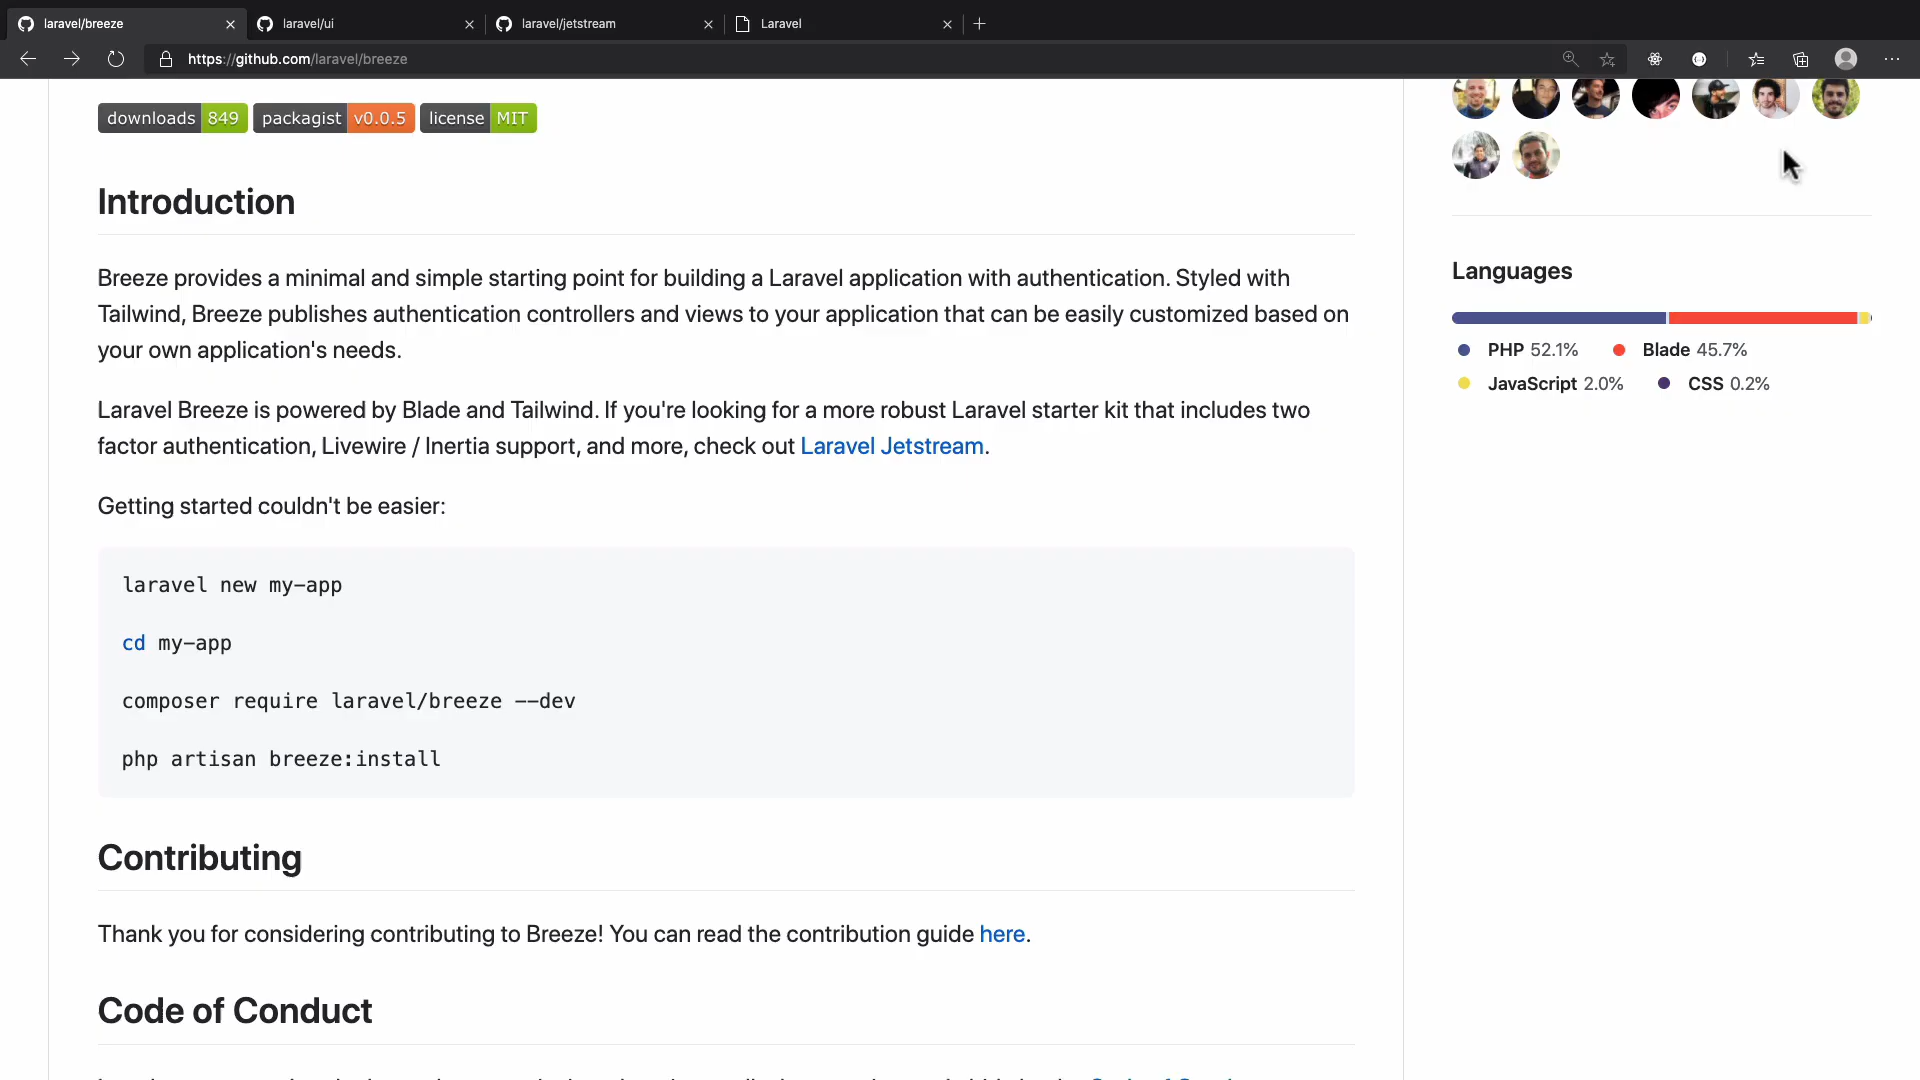 laravel/breeze
laravel/ui
laravel/jetstream
Laravel
https://github.com/laravel/breeze
downloads 849 packagist v0.0.5 license MIT
Introduction
Breeze provides a minimal and simple starting point for building a Laravel application with authentication. Styled with
Tailwind, Breeze publishes authentication controllers and views to your application that can be easily customized based on
your own application's needs.
Laravel Breeze is powered by Blade and Tailwind. If you're looking for a more robust Laravel starter kit that includes two
factor authentication, Livewire / Inertia support, and more, check out Laravel Jetstream.
Getting started couldn't be easier:
laravel new my-app
cd my-app
composer require laravel/breeze --dev
php artisan breeze:install
Contributing
Thank you for considering contributing to Breeze! You can read the contribution guide here.
Code of Conduct
Languages
PHP 52.1% Blade 45.7%
JavaScript 2.0% CSS 0.2%